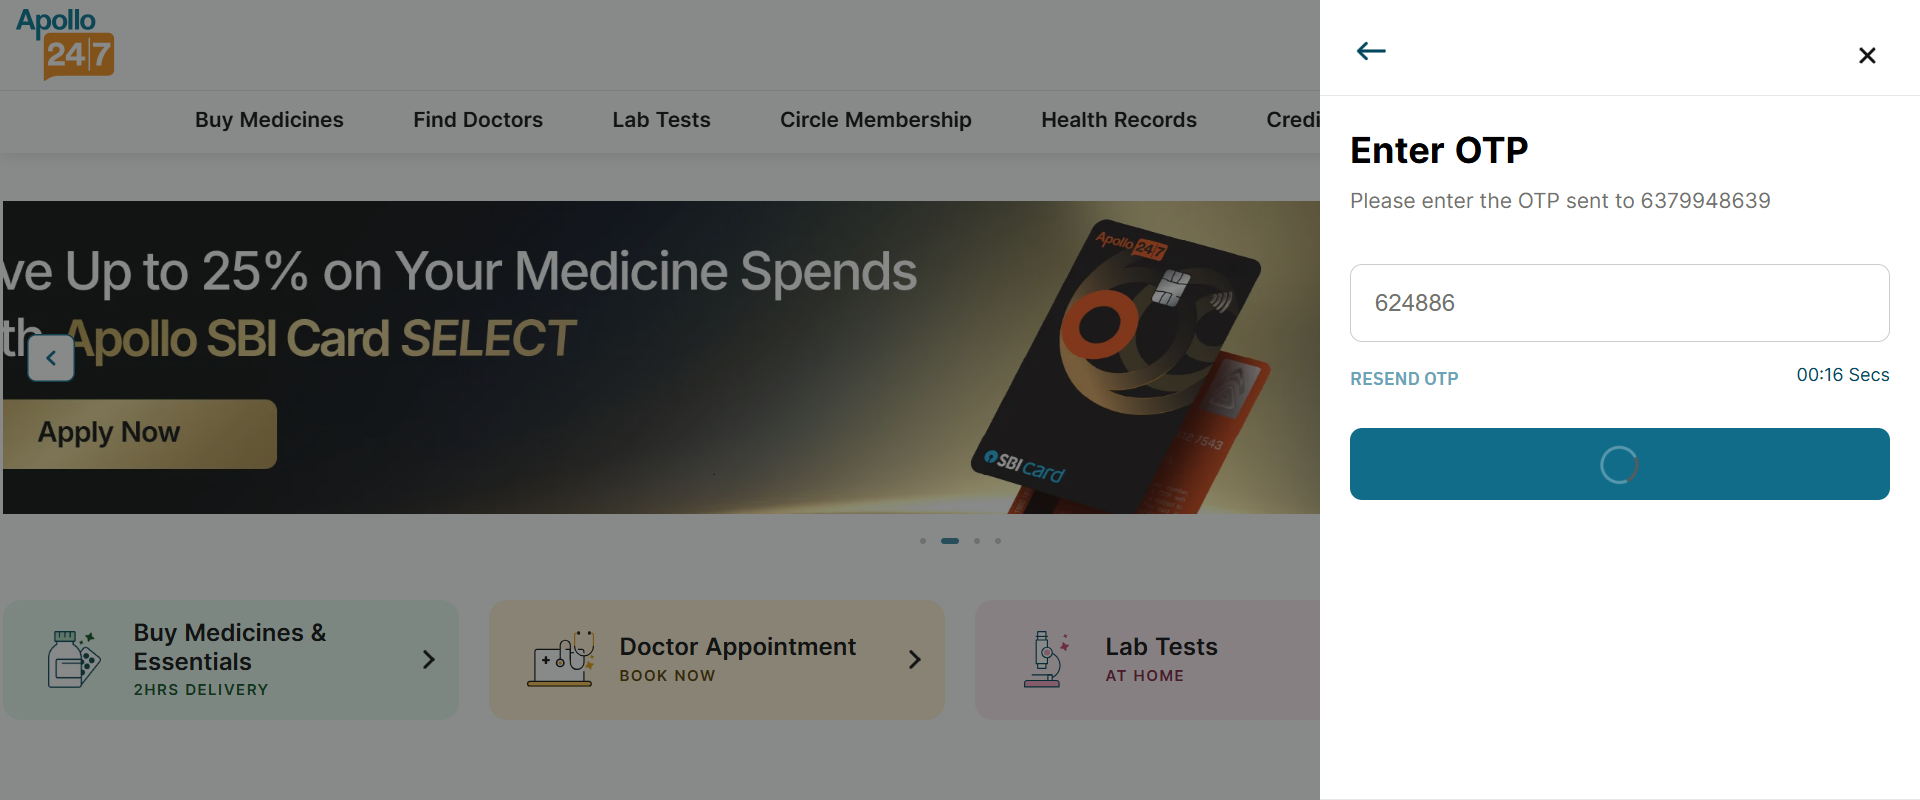 Apollo
24|7
Buy Medicines
Find Doctors
Lab Tests
Circle Membership
Health Records
Credi
ve Up to 25% on Your Medicine Spends
th Apollo SBI Card SELECT
Apply Now
Apollo 24|7
SBI Card
7543
Buy Medicines &
Essentials
2HRS DELIVERY
Doctor Appointment
BOOK NOW
Lab Tests
AT HOME
Enter OTP
Please enter the OTP sent to 6379948639
624886
RESEND OTP
00:16 Secs